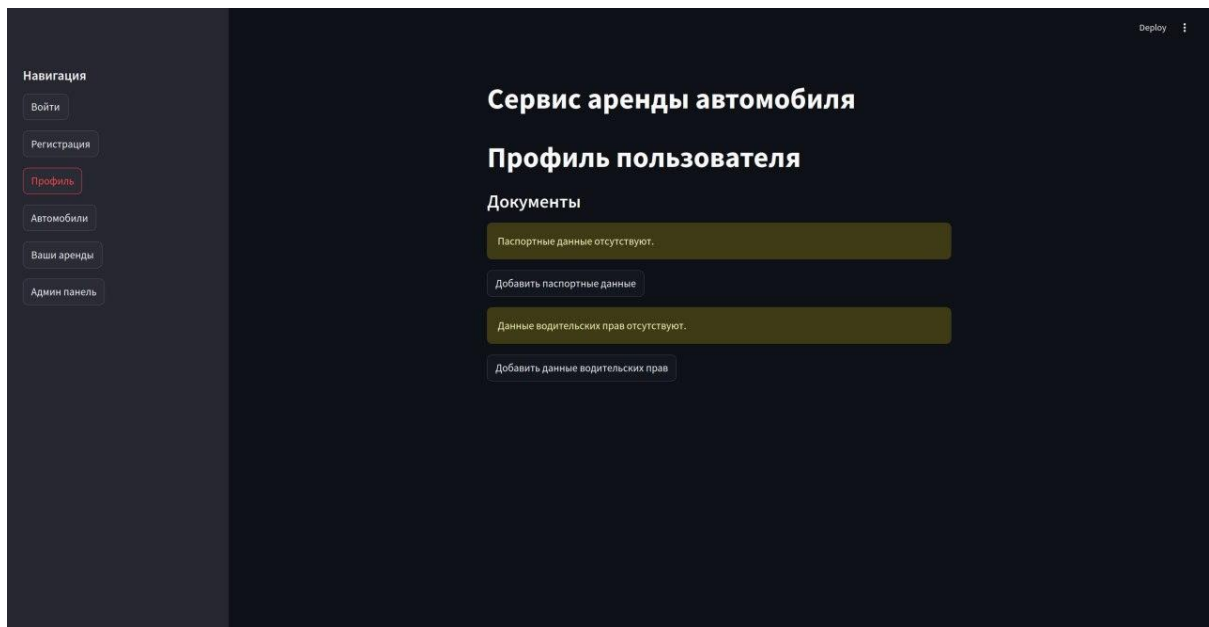 Deploy
Навигация
Войти
Регистрация
Профиль
Автомобили
Ваши аренды
Админ панель
Сервис аренды автомобиля
Профиль пользователя
Документы
Паспортные данные отсутствуют.
Добавить паспортные данные
Данные водительских прав отсутствуют.
Добавить данные водительских прав